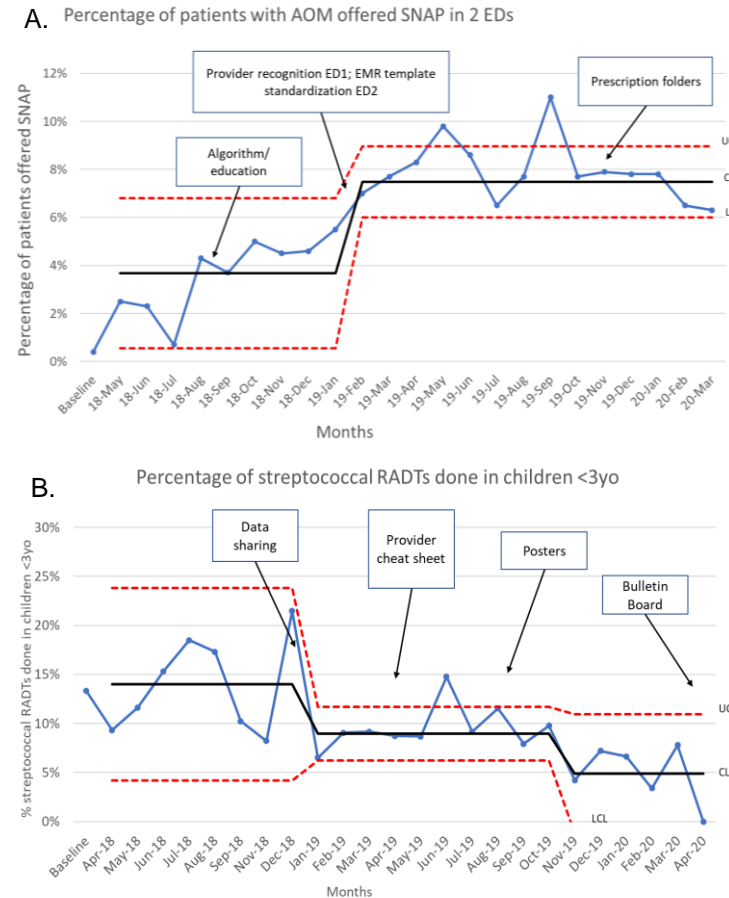 A. Percentage of patients with AOM offered SNAP in 2 EDs
12%
10%
8%
6%
4%
2%
0%
Percentage of patients offered SNAP
Provider recognition ED1; EMR template
standardization ED2
Prescription folders
Algorithm/
education
U
C
L
Baseline
18-May
18-Jun
18-Jul
18-Aug
18-Sep
18-Oct
18-Nov
18-Dec
19-Jan
19-Feb
19-Mar
19-Apr
19-May
19-Jun
19-Jul
19-Aug
19-Sep
19-Oct
19-Nov
19-Dec
20-Jan
20-Feb
20-Mar
Months
B. Percentage of streptococcal RADTs done in children <3yo
30%
25%
20%
15%
10%
5%
0%
% streptococcal RADTs done in children <3yo
Data
sharing
Provider
cheat sheet
Posters
Bulletin
Board
UC
CL
LCL
Baseline
Apr-18
May-18
Jun-18
Jul-18
Aug-18
Sep-18
Nov-18
Dec-18
Jan-19
Feb-19
Mar-19
Apr-19
May-19
Jun-19
Jul-19
Aug-19
Sep-19
Oct-19
Nov-19
Dec-19
Jan-20
Feb-20
Mar-20
Apr-20
Months